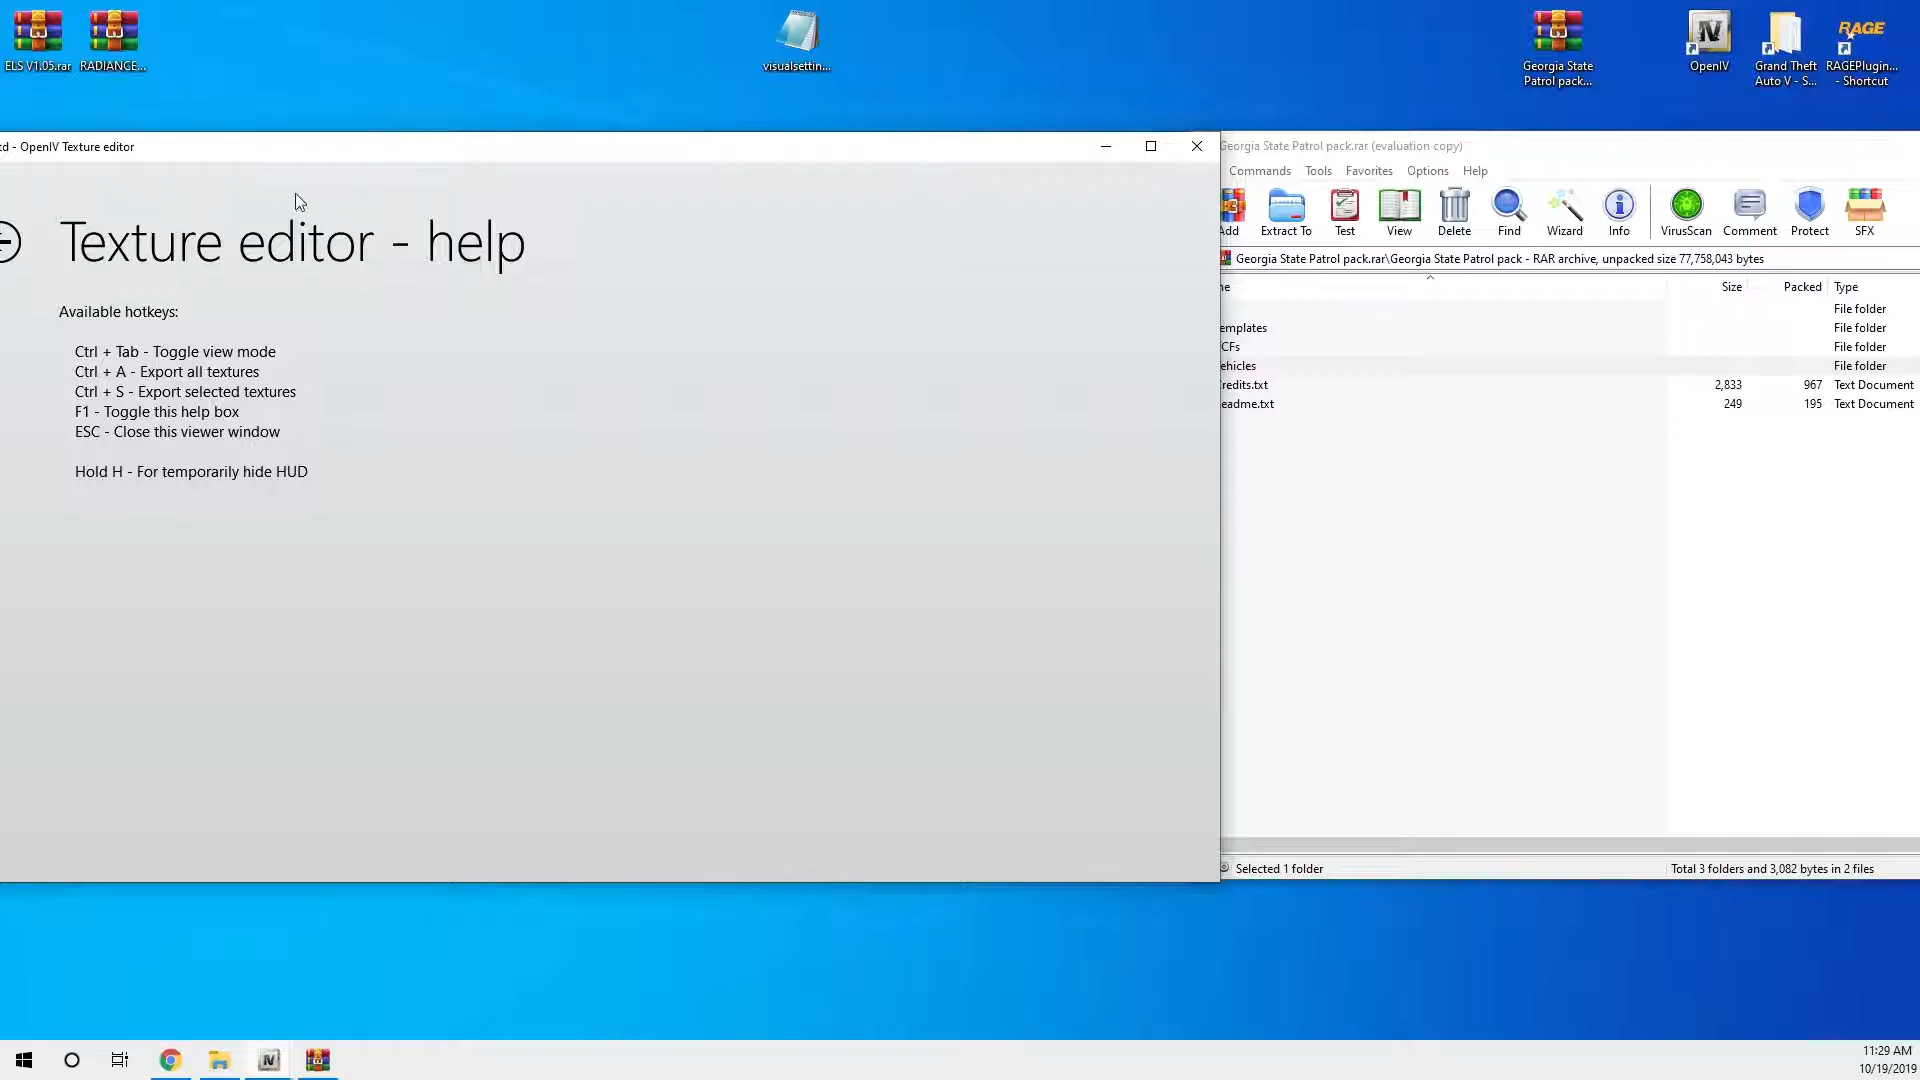 ELS V1.05.rar
RADIANCE...
visualsettin...
Georgia State
Patrol pack...
OpenIV
Grand Theft
Auto V - S...
RAGE
RAGEPlugin...
- Shortcut
td - OpenIV Texture editor
Texture editor - help
Available hotkeys:
Ctrl + Tab - Toggle view mode
Ctrl + A - Export all textures
Ctrl + S - Export selected textures
F1 - Toggle this help box
ESC - Close this viewer window
Hold H - For temporarily hide HUD
Georgia State Patrol pack.rar (evaluation copy)
Commands Tools Favorites Options Help
Add Extract To Test View Delete Find Wizard Info VirusScan Comment Protect SFX
Georgia State Patrol pack.rar\Georgia State Patrol pack - RAR archive, unpacked size 77,758,043 bytes
me Size Packed Type
File folder
emplates File folder
CFs File folder
ehicles File folder
redits.txt 2,833 967 Text Document
eadme.txt 249 195 Text Document
Selected 1 folder
Total 3 folders and 3,082 bytes in 2 files
11:29 AM
10/19/2019